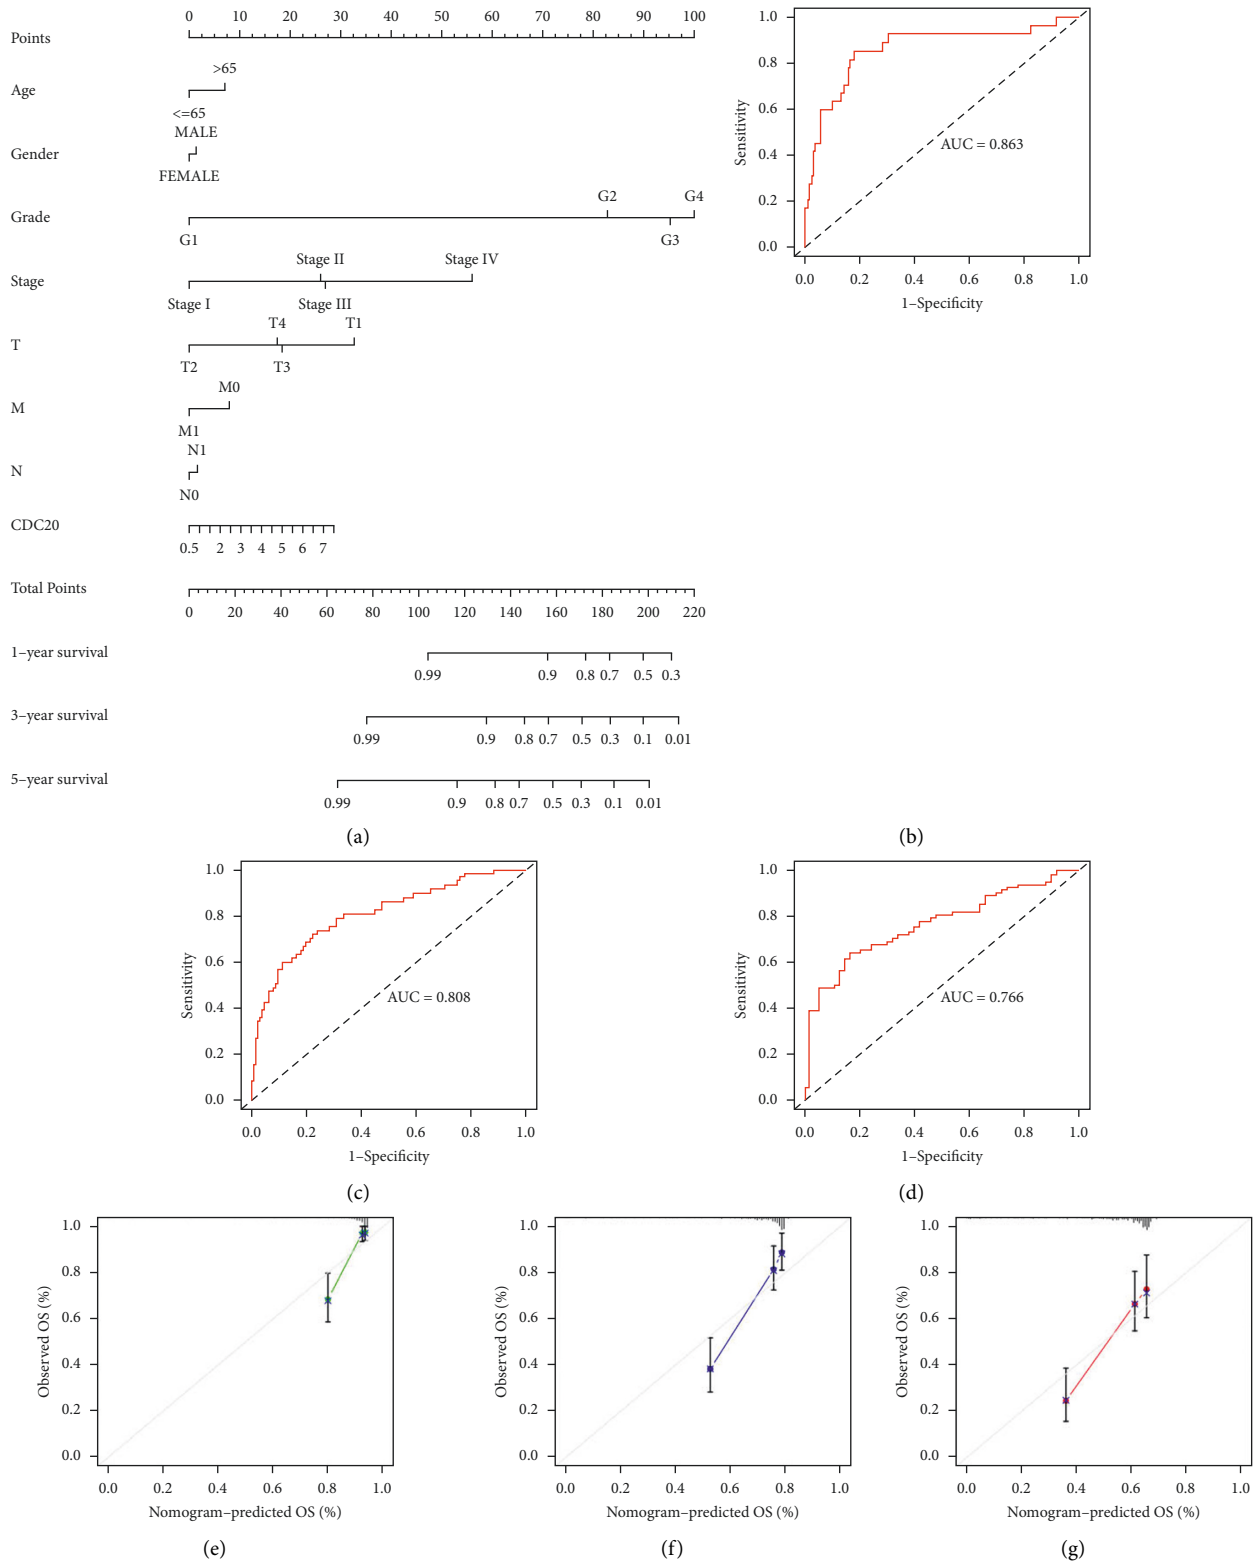 0 10 20 30 40 50 60 70 80 90 100
Points
>65
Age
<=65
MALE
Gender
FEMALE
G2 G4
Grade
G1 G3
Stage II Stage IV
Stage
Stage I Stage III
T4 T1
T
T2 T3
M0
M
M1
N1
N
N0
CDC20
0.5 2 3 4 5 6 7
Total Points
0 20 40 60 80 100 120 140 160 180 200 220
1–year survival
0.99 0.9 0.8 0.7 0.5 0.3
3–year survival
0.99 0.9 0.8 0.7 0.5 0.3 0.1 0.01
5–year survival
0.99 0.9 0.8 0.7 0.5 0.3 0.1 0.01
(a)
1.0
0.8
0.6
0.4
0.2
0.0
Sensitivity
AUC = 0.863
0.0 0.2 0.4 0.6 0.8 1.0
1–Specificity
(b)
1.0
0.8
0.6
0.4
0.2
0.0
Sensitivity
AUC = 0.808
0.0 0.2 0.4 0.6 0.8 1.0
1–Specificity
(c)
1.0
0.8
0.6
0.4
0.2
0.0
Sensitivity
AUC = 0.766
0.0 0.2 0.4 0.6 0.8 1.0
1–Specificity
(d)
1.0
0.8
0.6
0.4
0.2
0.0
Observed OS (%)
0.0 0.2 0.4 0.6 0.8 1.0
Nomogram–predicted OS (%)
(e)
1.0
0.8
0.6
0.4
0.2
0.0
Observed OS (%)
0.0 0.2 0.4 0.6 0.8 1.0
Nomogram–predicted OS (%)
(f)
1.0
0.8
0.6
0.4
0.2
0.0
Observed OS (%)
0.0 0.2 0.4 0.6 0.8 1.0
Nomogram–predicted OS (%)
(g)